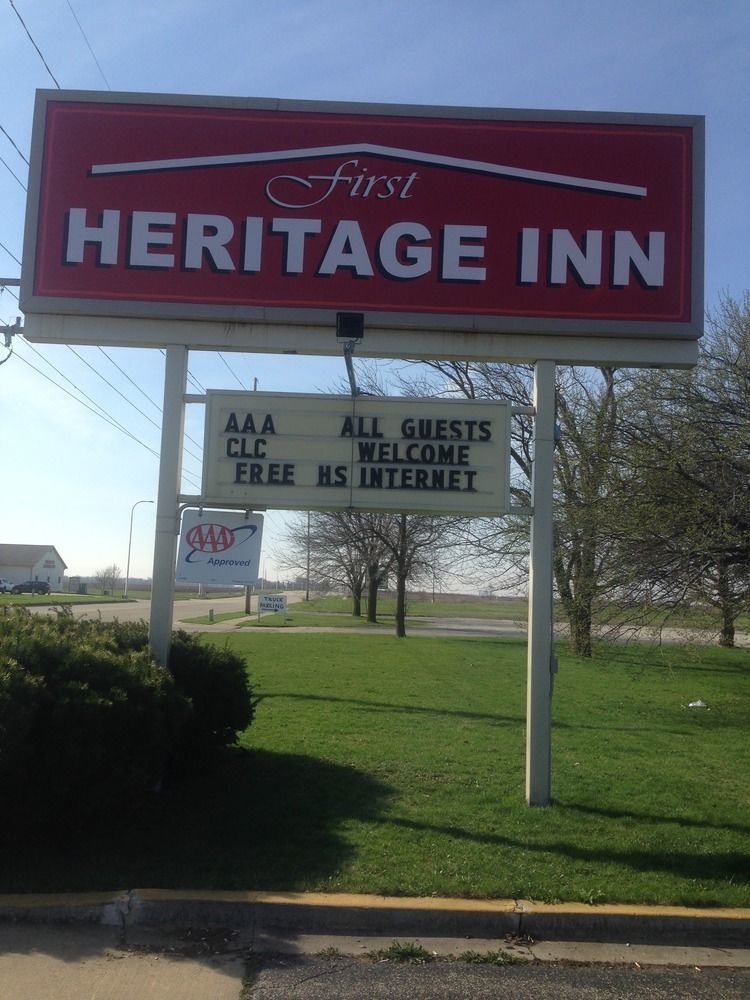 First
HERITAGE INN
AAA ALL GUESTS
CLC WELCOME
FREE HS INTERNET
AAA
Approved
TRUCK
PARKING